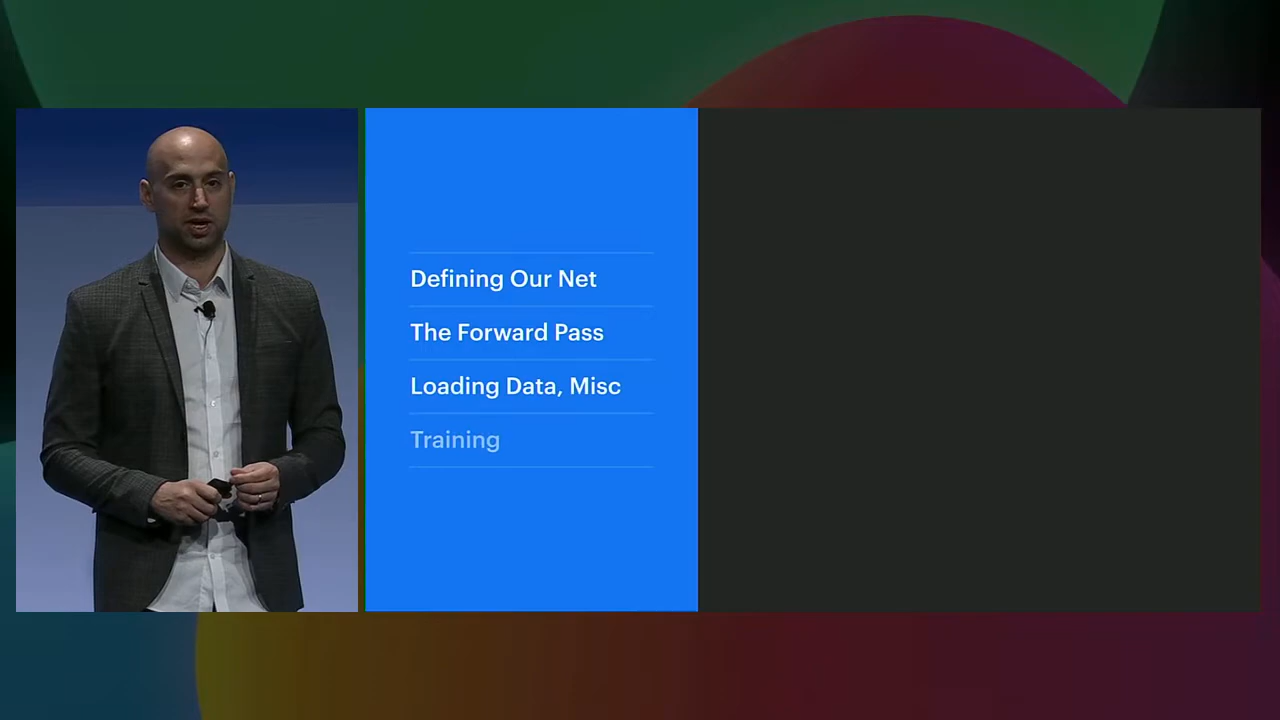 Defining Our Net
The Forward Pass
Loading Data, Misc
Training